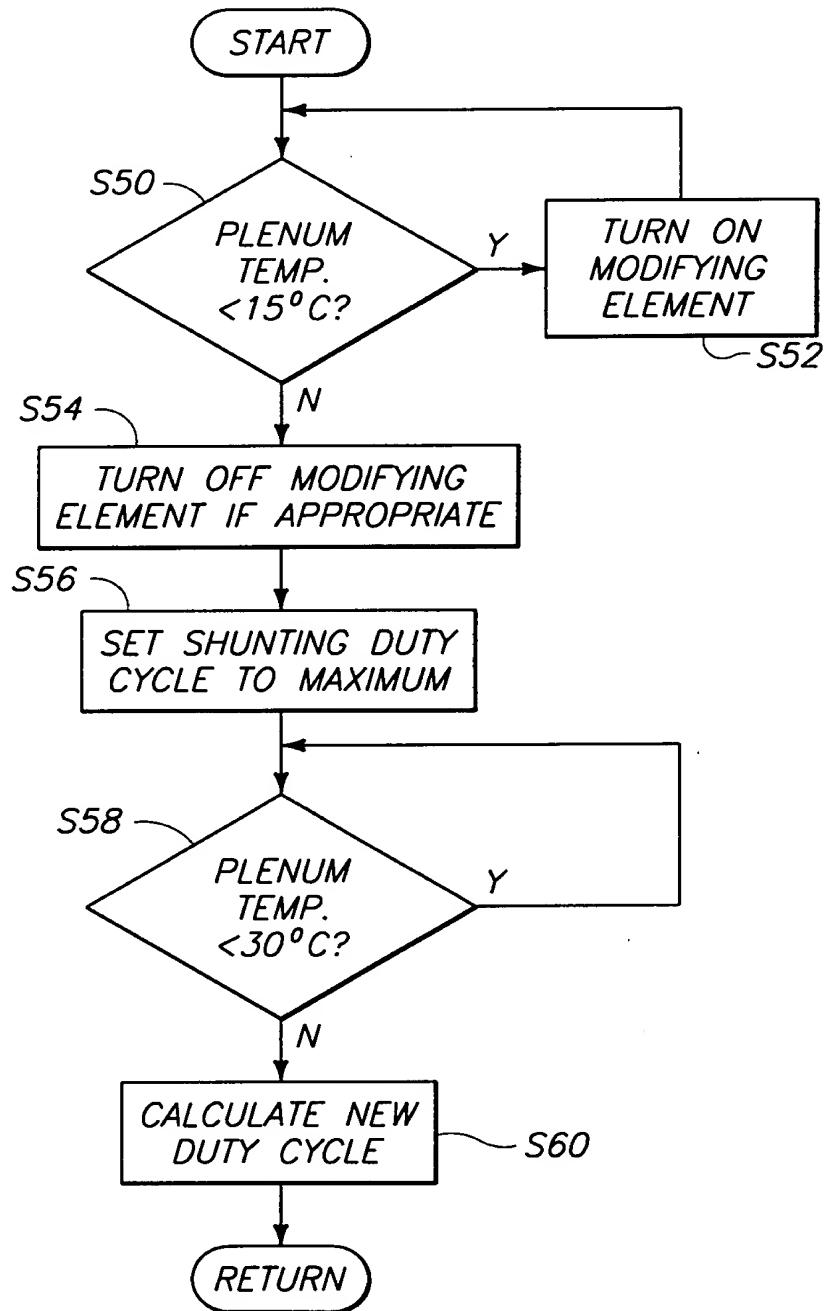 START
S50
PLENUM
TEMP.
<15°C?
Y
TURN ON
MODIFYING
ELEMENT
S52
N
S54
TURN OFF MODIFYING
ELEMENT IF APPROPRIATE
S56
SET SHUNTING DUTY
CYCLE TO MAXIMUM
S58
PLENUM
TEMP.
<30°C?
Y
N
CALCULATE NEW
DUTY CYCLE
S60
RETURN